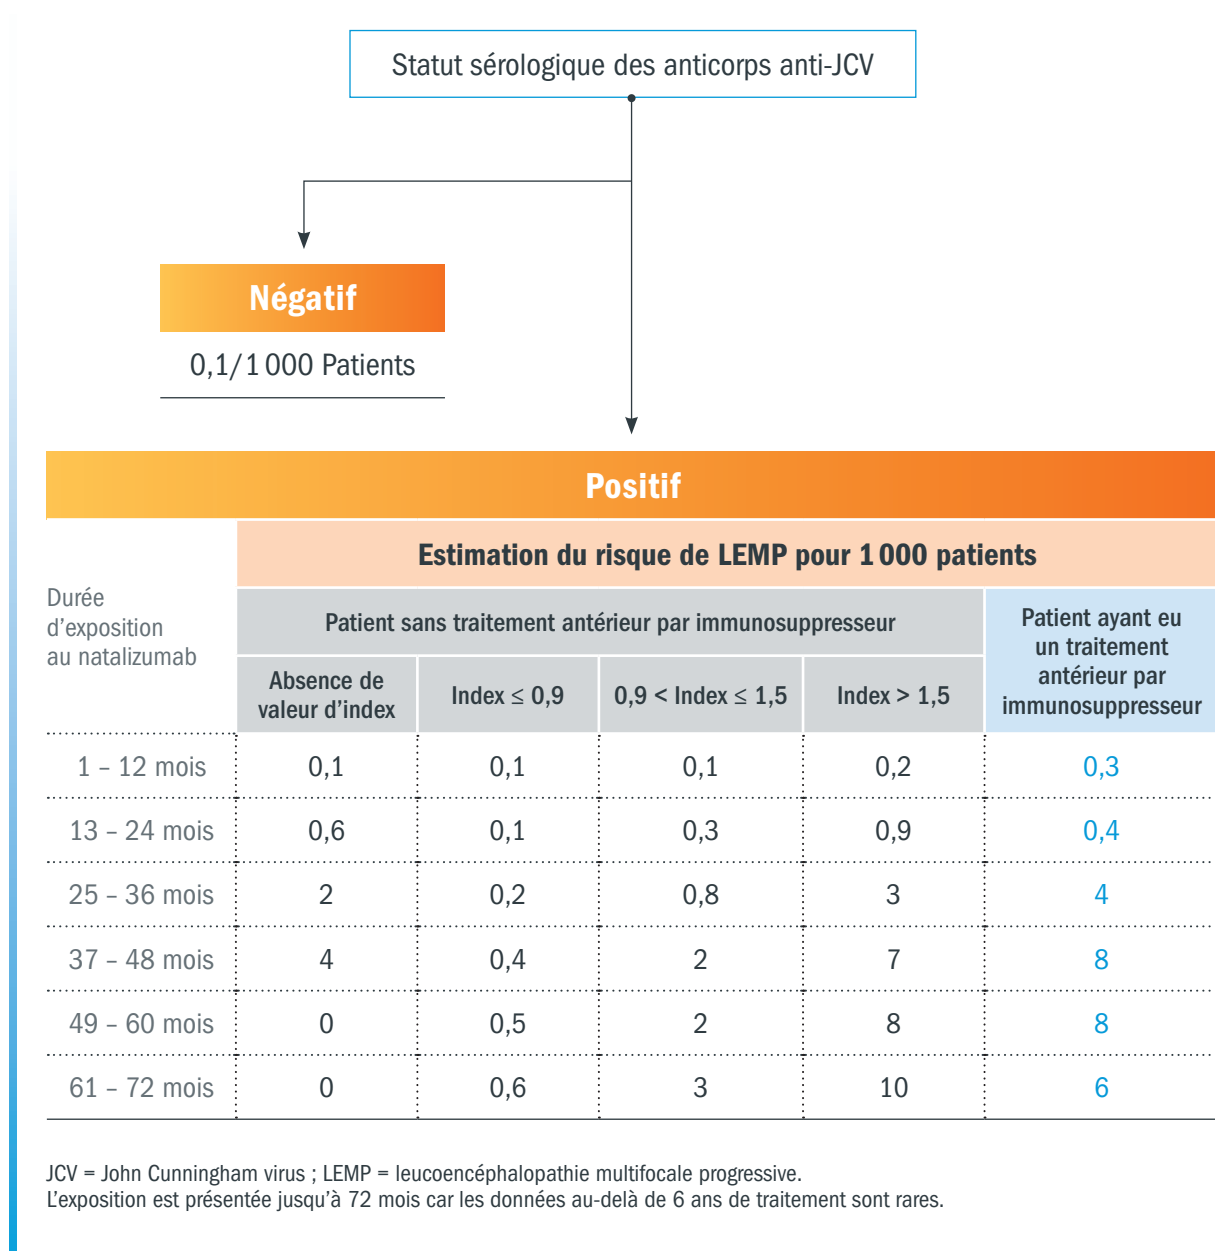 Statut sérologique des anticorps anti-JCV
Négatif
0,1/1 000 Patients
Positif
Estimation du risque de LEMP pour 1 000 patients
Durée
d’exposition
au natalizumab
Patient sans traitement antérieur par immunosuppresseur
Patient ayant eu
un traitement
antérieur par
immunosuppresseur
Absence de
valeur d’index
Index ≤ 0,9
0,9 < Index ≤ 1,5
Index > 1,5
1 – 12 mois 0,1 0,1 0,1 0,2 0,3
13 – 24 mois 0,6 0,1 0,3 0,9 0,4
25 – 36 mois 2 0,2 0,8 3 4
37 – 48 mois 4 0,4 2 7 8
49 – 60 mois 0 0,5 2 8 8
61 – 72 mois 0 0,6 3 10 6
JCV = John Cunningham virus ; LEMP = leucoencéphalopathie multifocale progressive.
L’exposition est présentée jusqu’à 72 mois car les données au-delà de 6 ans de traitement sont rares.